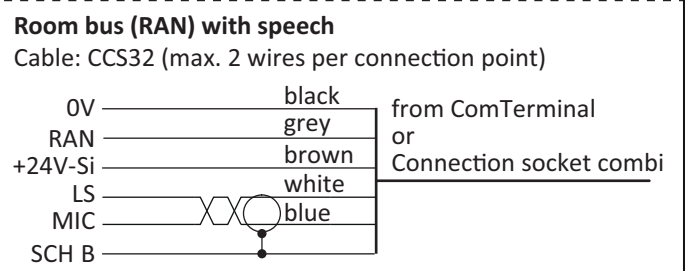 Room bus (RAN) with speech
Cable: CCS32 (max. 2 wires per connection point)
0V black from ComTerminal
RAN grey or
+24V-Si brown Connection socket combi
LS white
MIC blue
SCH B